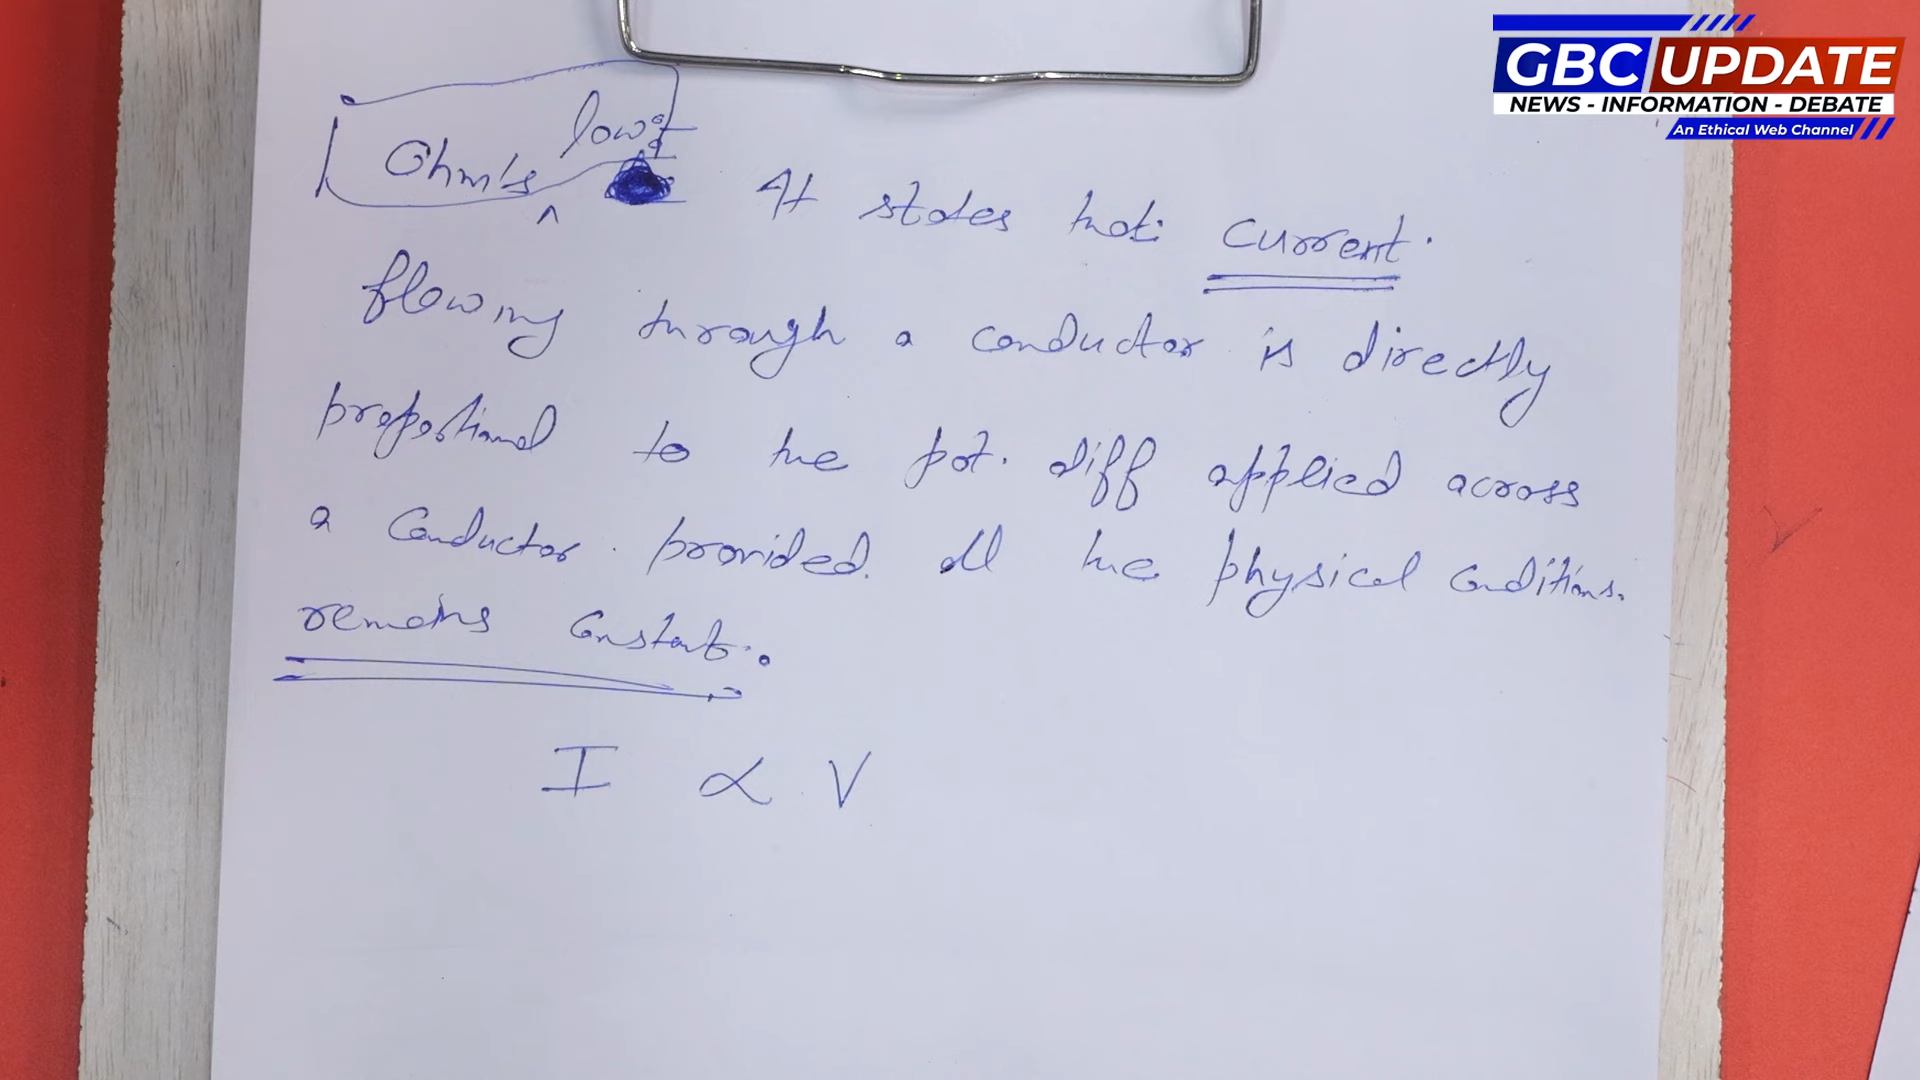 GBC UPDATE
NEWS - INFORMATION - DEBATE
An Ethical Web Channel
Ohm's law :- It states that current.
flowing through a conductor is directly
proportional to the pot. diff applied across
a conductor provided. all the physical conditions.
remains constant.
I ∝ V